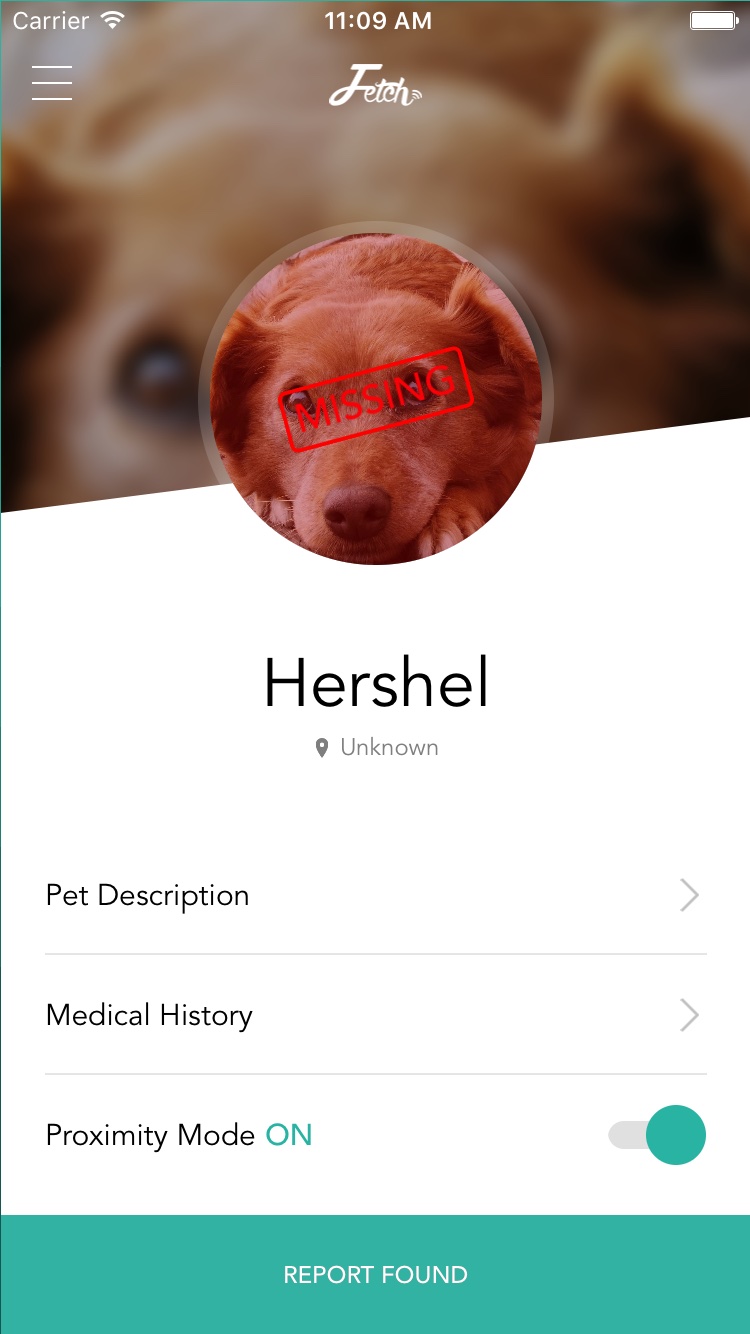 Carrier 11:09 AM
Fetch
MISSING
Hershel
Unknown
Pet Description
Medical History
Proximity Mode ON
REPORT FOUND